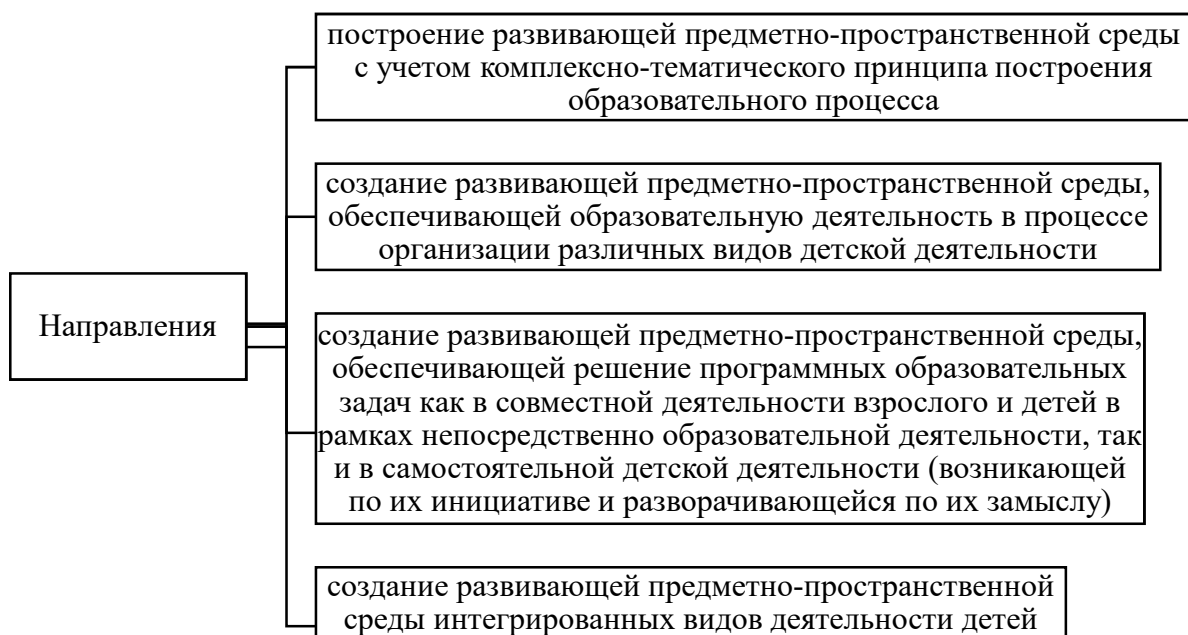 построение развивающей предметно-пространственной среды
с учетом комплексно-тематического принципа построения
образовательного процесса
создание развивающей предметно-пространственной среды,
обеспечивающей образовательную деятельность в процессе
организации различных видов детской деятельности
Направления
создание развивающей предметно-пространственной среды,
обеспечивающей решение программных образовательных
задач как в совместной деятельности взрослого и детей в
рамках непосредственно образовательной деятельности, так
и в самостоятельной детской деятельности (возникающей
по их инициативе и разворачивающейся по их замыслу)
создание развивающей предметно-пространственной
среды интегрированных видов деятельности детей